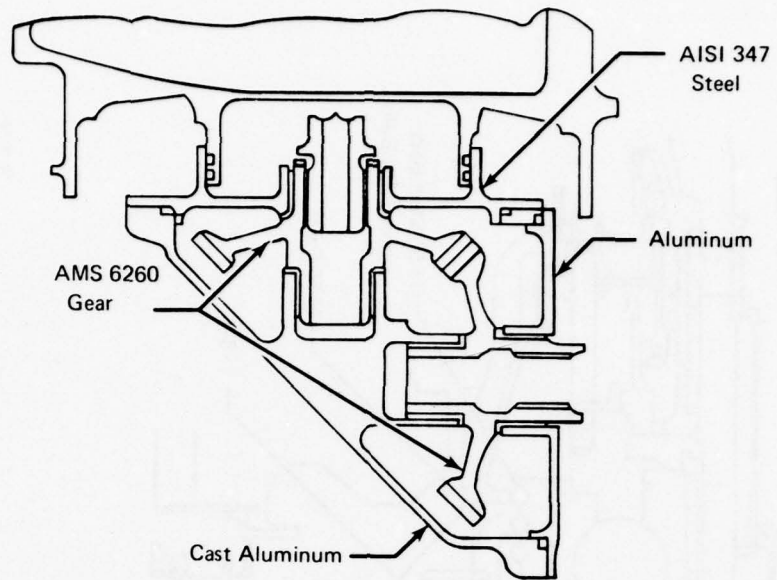 AISI 347
Steel
Aluminum
AMS 6260
Gear
Cast Aluminum